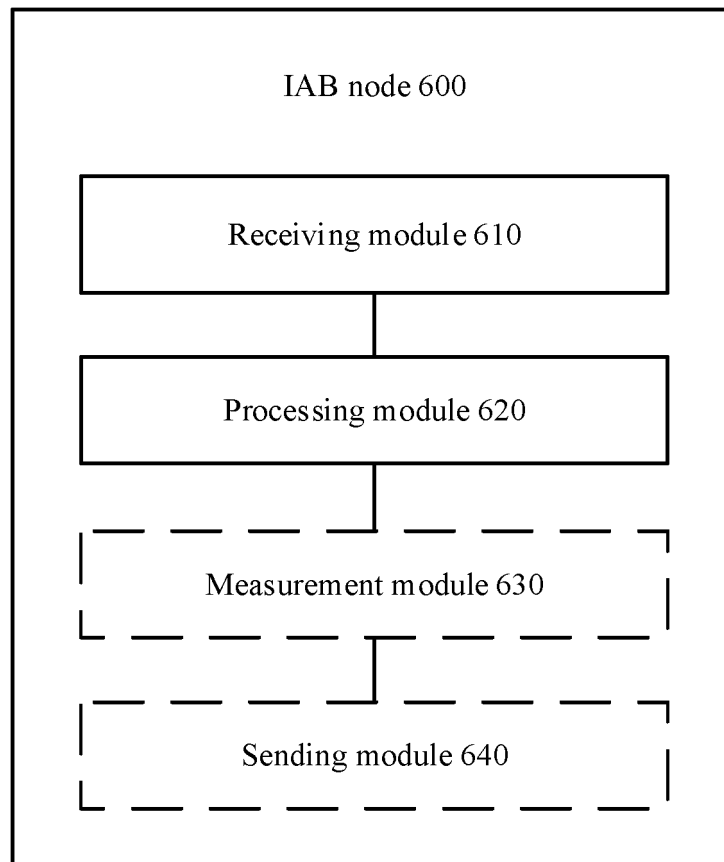 IAB node 600
Receiving module 610
Processing module 620
Measurement module 630
Sending module 640